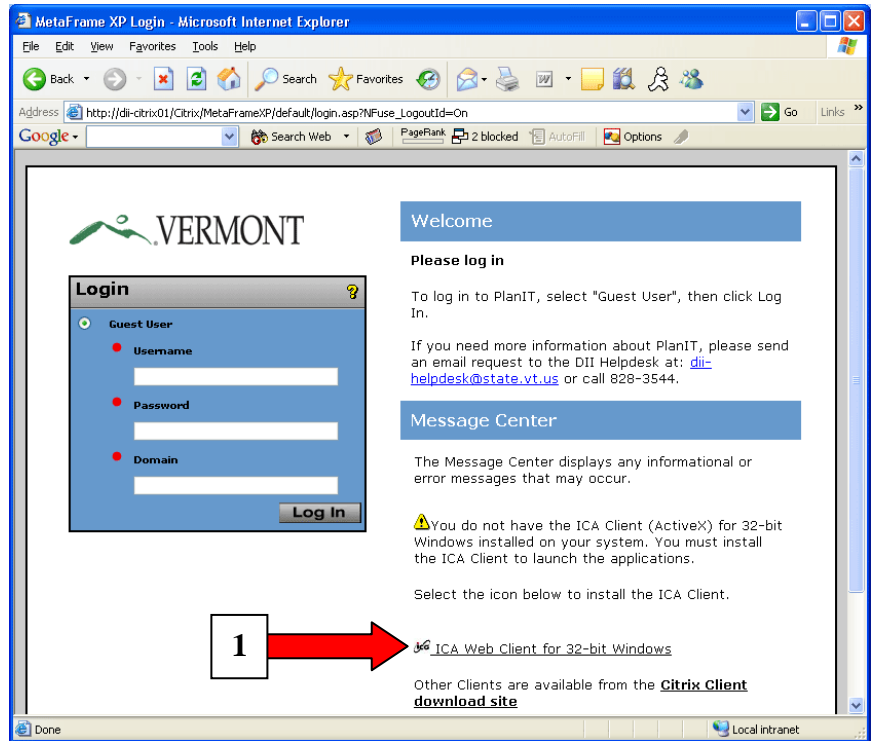 MetaFrame XP Login - Microsoft Internet Explorer
File Edit View Favorites Tools Help
Back Search Favorites
Address http://dii-citrix01/Citrix/MetaFrameXP/default/login.asp?NFuse_LogoutId=On Go Links »
Google Search Web PageRank 2 blocked AutoFill Options
VERMONT
Login ?
Guest User
Username
Password
Domain
Log In
Welcome
Please log in
To log in to PlanIT, select "Guest User", then click Log
In.
If you need more information about PlanIT, please send
an email request to the DII Helpdesk at: dii-
helpdesk@state.vt.us or call 828-3544.
Message Center
The Message Center displays any informational or
error messages that may occur.
You do not have the ICA Client (ActiveX) for 32-bit
Windows installed on your system. You must install
the ICA Client to launch the applications.
Select the icon below to install the ICA Client.
1
ICA Web Client for 32-bit Windows
Other Clients are available from the Citrix Client
download site
Done Local intranet